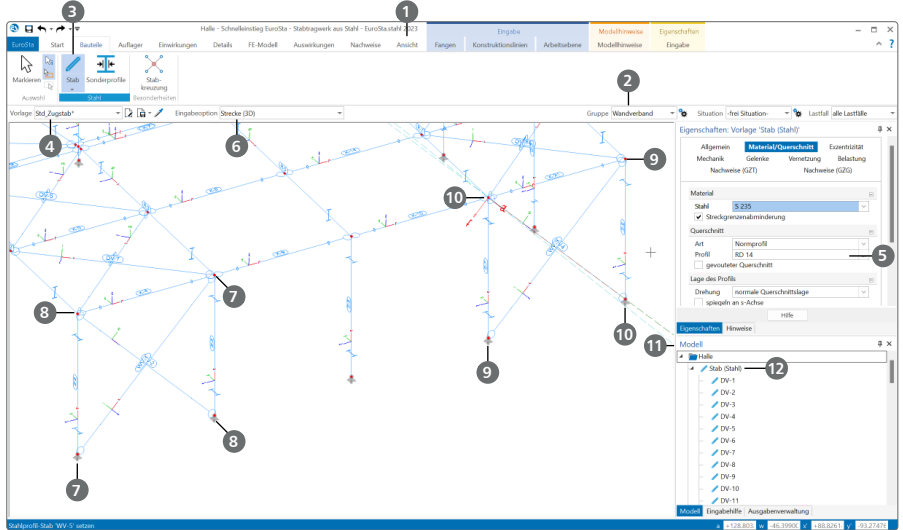 1
2
3
4
5
6
7
7
8
8
9
9
10
10
11
12
Halle - Schnelleinstieg EuroSta - Stabtragwerk aus Stahl - EuroSta.stahl 2023
Eingabe
Modellhinweise
Eigenschaften
EuroSta Start Bauteile Auflager Einwirkungen Details FE-Modell Auswirkungen Nachweise Ansicht Fangen Konstruktionslinien Arbeitsebene Modellhinweise Eingabe
Markieren
Stab
Sonderprofile
Stab-
kreuzung
Auswahl
Stahl
Besonderheiten
Vorlage Std_Zugstab* Eingabeoption Strecke (3D) Gruppe Wandverband Situation -frei Situation- Lastfall alle Lastfälle
Eigenschaften: Vorlage 'Stab (Stahl)'
Allgemein Material/Querschnitt Exzentrizität
Mechanik Gelenke Vernetzung Belastung
Nachweise (GZT) Nachweise (GZG)
Material
Stahl S 235
Streckgrenzenabminderung
Querschnitt
Art Normprofil
Profil RD 14
gevouteter Querschnitt
Lage des Profils
Drehung normale Querschnittslage
spiegeln an s-Achse
Hilfe
Eigenschaften Hinweise
Modell
Halle
Stab (Stahl)
DV-1
DV-2
DV-3
DV-4
DV-5
DV-6
DV-7
DV-8
DV-9
DV-10
DV-11
Modell Eingabehilfe Ausgabenverwaltung
Stahlprofil-Stab 'WV-5' setzen